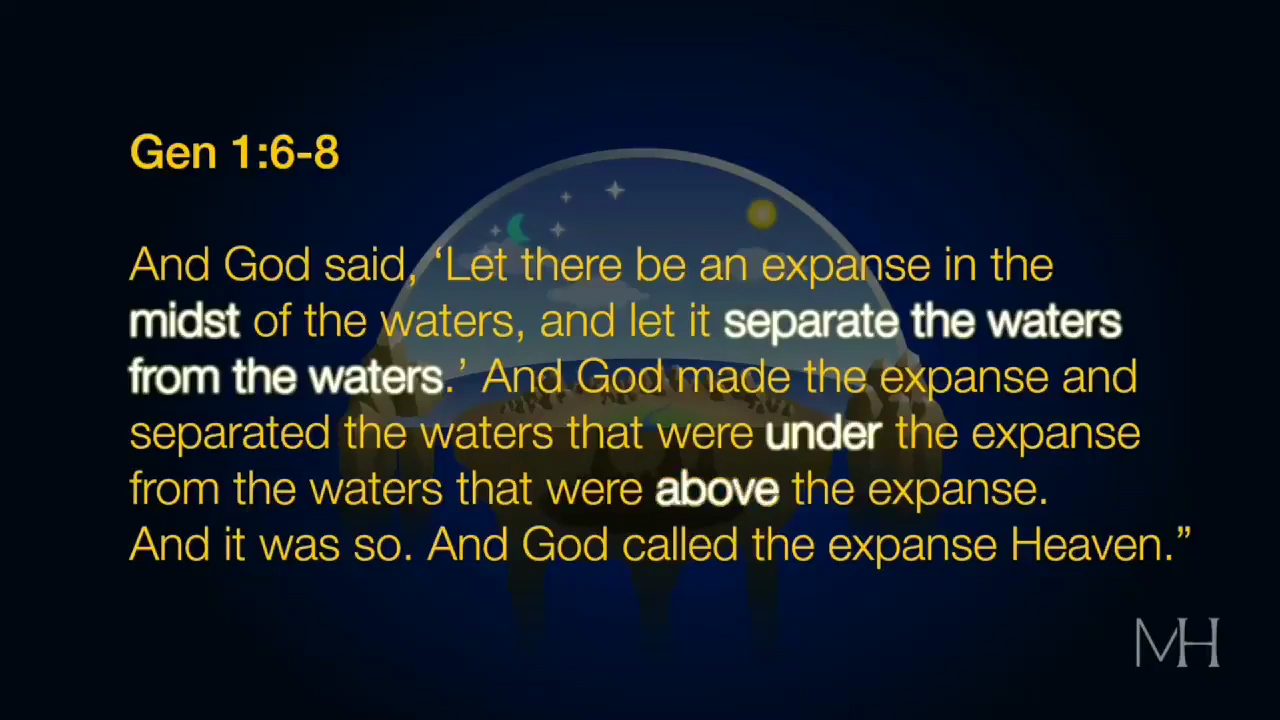 Gen 1:6-8
And God said, ‘Let there be an expanse in the
midst of the waters, and let it separate the waters
from the waters.’ And God made the expanse and
separated the waters that were under the expanse
from the waters that were above the expanse.
And it was so. And God called the expanse Heaven.”
MH